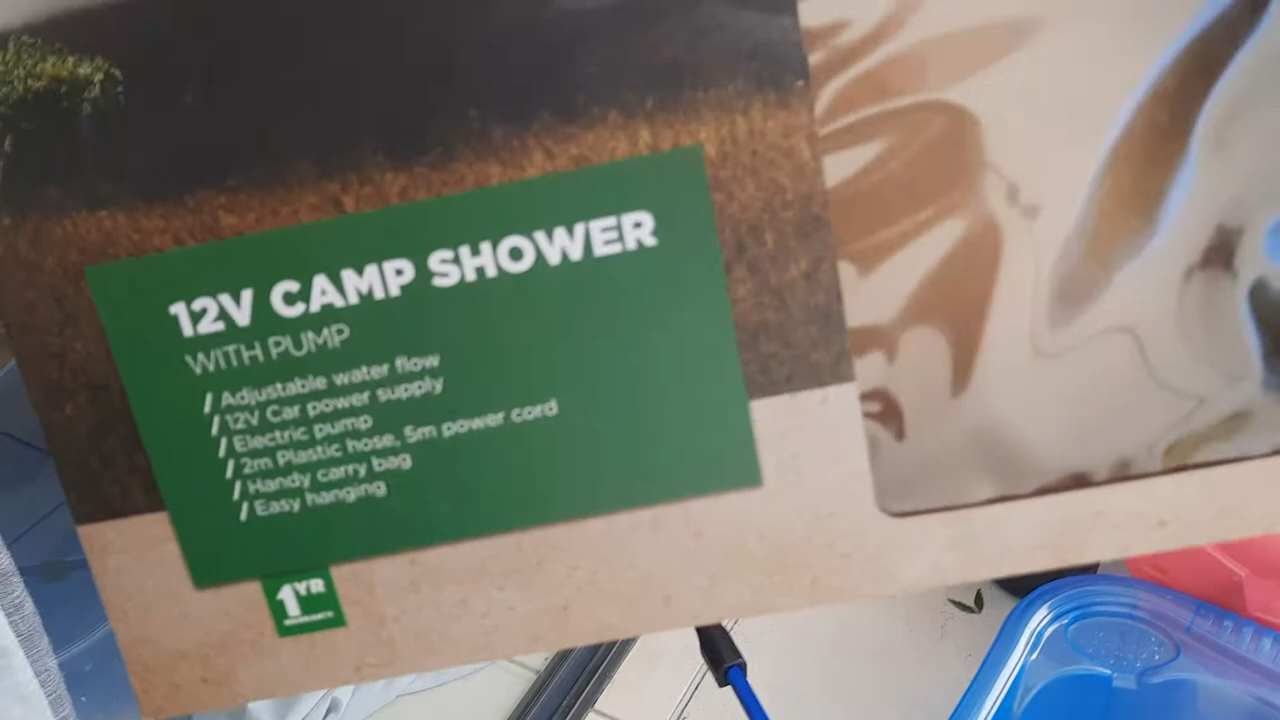 12V CAMP SHOWER
WITH PUMP
/ Adjustable water flow
/ 12V Car power supply
/ Electric pump
/ 2m Plastic hose, 5m power cord
/ Handy carry bag
/ Easy hanging
1YR
WARRANTY